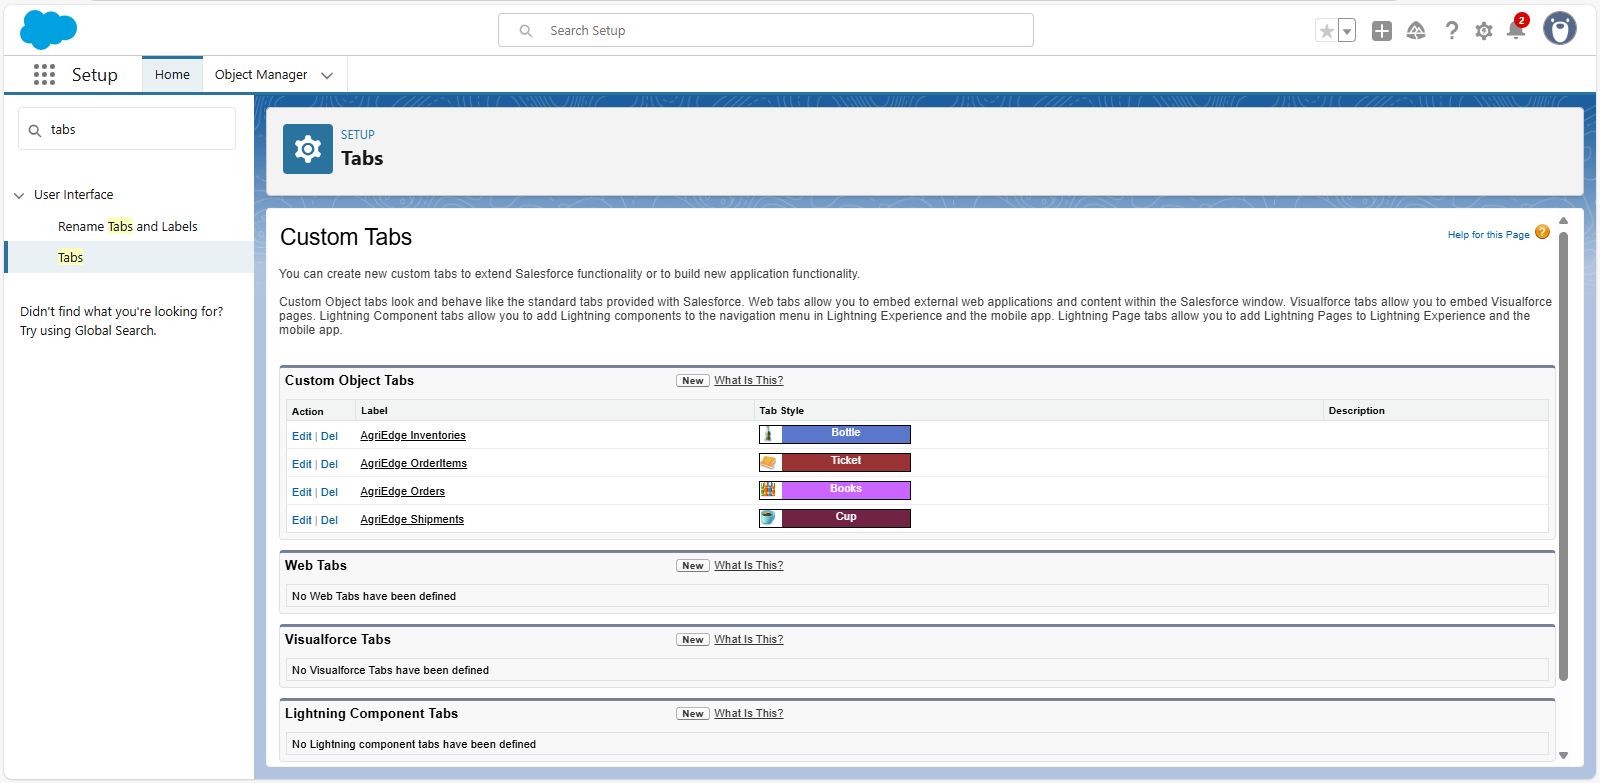 Search Setup
2
Setup
Home
Object Manager
tabs
User Interface
Rename Tabs and Labels
Tabs
Didn't find what you're looking for?
Try using Global Search.
SETUP
Tabs
Custom Tabs
Help for this Page ?
You can create new custom tabs to extend Salesforce functionality or to build new application functionality.
Custom Object tabs look and behave like the standard tabs provided with Salesforce. Web tabs allow you to embed external web applications and content within the Salesforce window. Visualforce tabs allow you to embed Visualforce
pages. Lightning Component tabs allow you to add Lightning components to the navigation menu in Lightning Experience and the mobile app. Lightning Page tabs allow you to add Lightning Pages to Lightning Experience and the
mobile app.
Custom Object Tabs New What Is This?
Action Label Tab Style Description
Edit | Del AgriEdge Inventories Bottle
Edit | Del AgriEdge OrderItems Ticket
Edit | Del AgriEdge Orders Books
Edit | Del AgriEdge Shipments Cup
Web Tabs New What Is This?
No Web Tabs have been defined
Visualforce Tabs New What Is This?
No Visualforce Tabs have been defined
Lightning Component Tabs New What Is This?
No Lightning component tabs have been defined